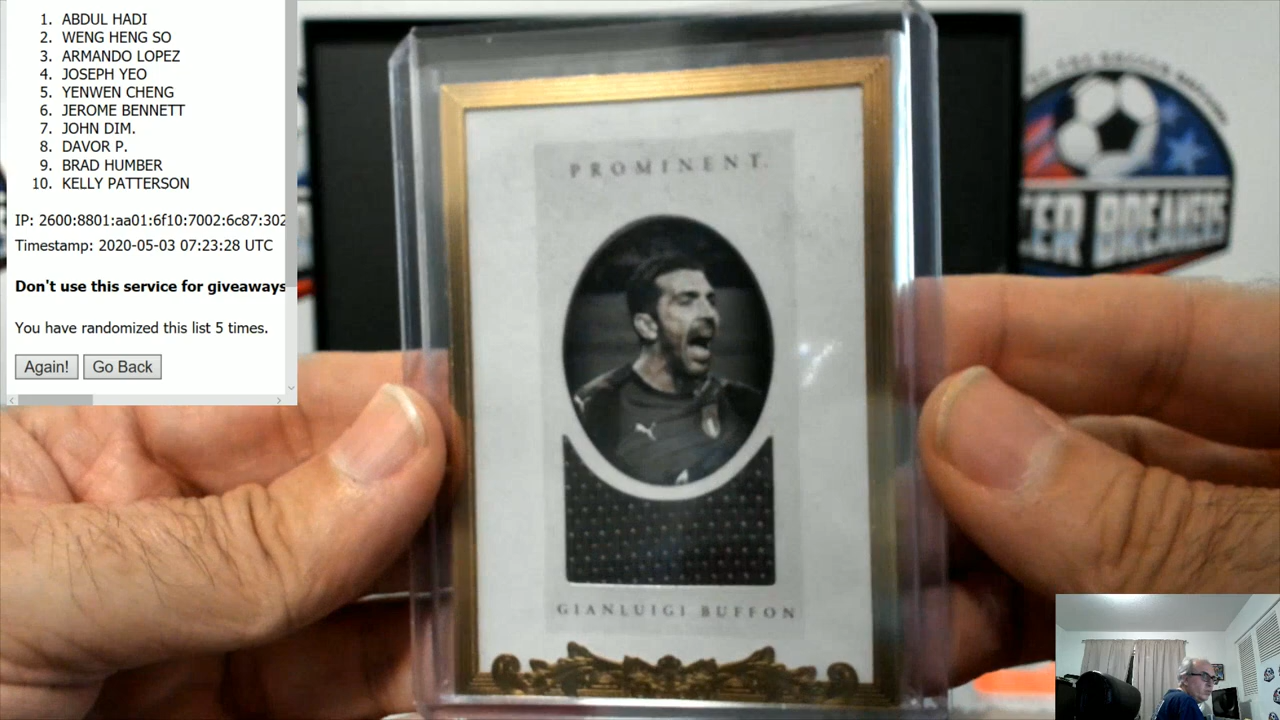 1. ABDUL HADI
2. WENG HENG SO
3. ARMANDO LOPEZ
4. JOSEPH YEO
5. YENWEN CHENG
6. JEROME BENNETT
7. JOHN DIM.
8. DAVOR P.
9. BRAD HUMBER
10. KELLY PATTERSON
IP: 2600:8801:aa01:6f10:7002:6c87:302
Timestamp: 2020-05-03 07:23:28 UTC
Don't use this service for giveaways
You have randomized this list 5 times.
Again! Go Back
PROMINENT.
GIANLUIGI BUFFON
BREAKERS